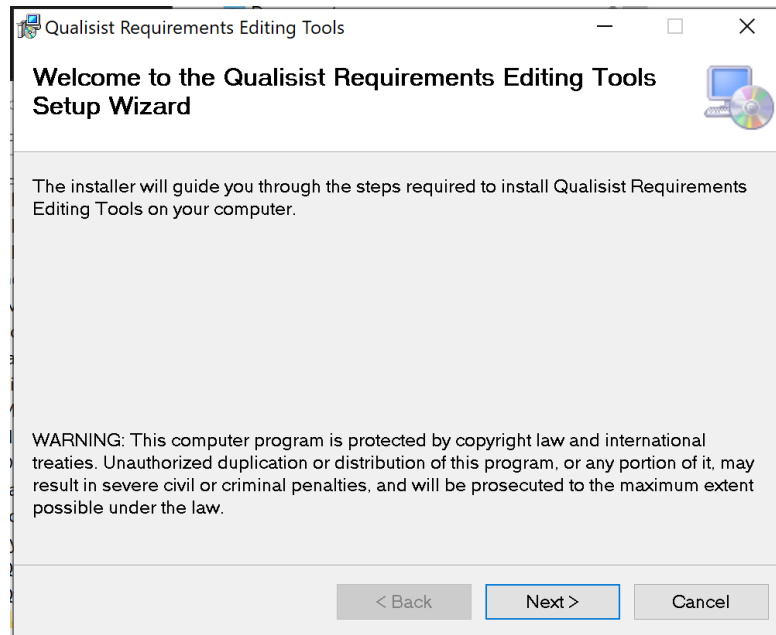 Qualisist Requirements Editing Tools
Welcome to the Qualisist Requirements Editing Tools
Setup Wizard
The installer will guide you through the steps required to install Qualisist Requirements
Editing Tools on your computer.
WARNING: This computer program is protected by copyright law and international
treaties. Unauthorized duplication or distribution of this program, or any portion of it, may
result in severe civil or criminal penalties, and will be prosecuted to the maximum extent
possible under the law.
< Back
Next >
Cancel